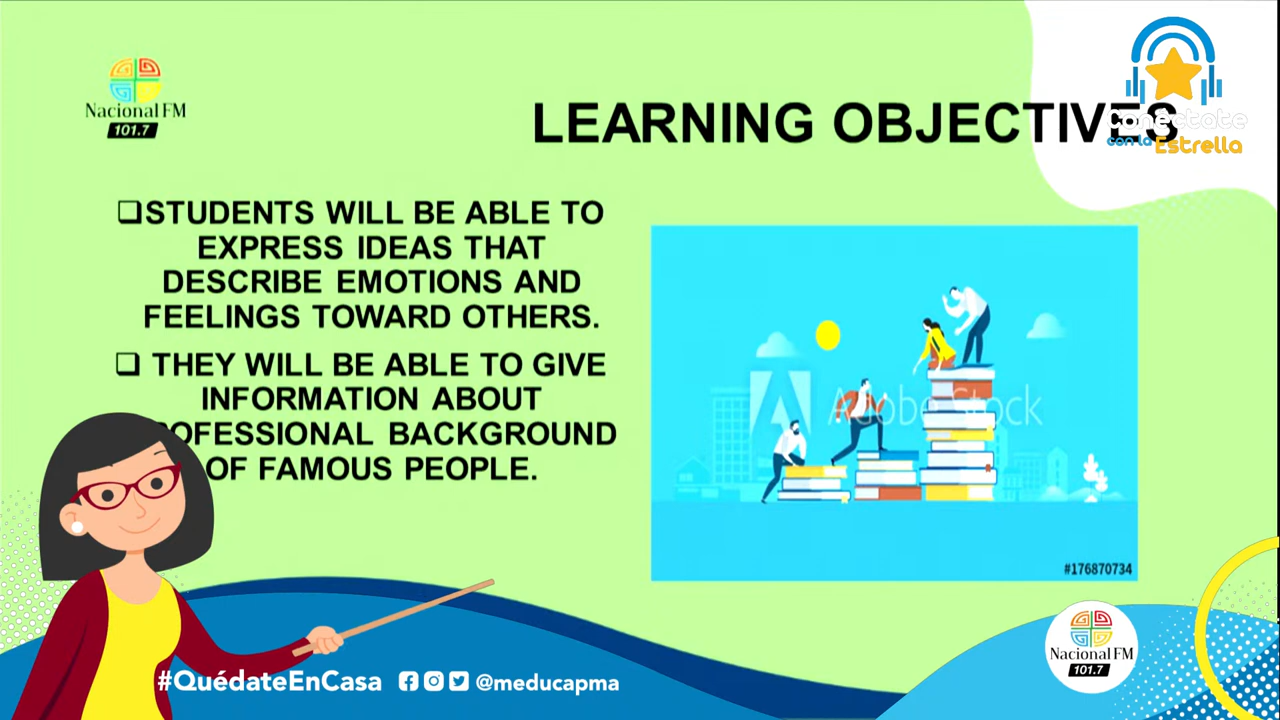 Nacional FM
101.7
LEARNING OBJECTIVES
Conéctate
con la Estrella
❑STUDENTS WILL BE ABLE TO
EXPRESS IDEAS THAT
DESCRIBE EMOTIONS AND
FEELINGS TOWARD OTHERS.
❑ THEY WILL BE ABLE TO GIVE
INFORMATION ABOUT
OFESSIONAL BACKGROUND
OF FAMOUS PEOPLE.
Adobe Stock
#176870734
#QuédateEnCasa @meducapma
Nacional FM
101.7